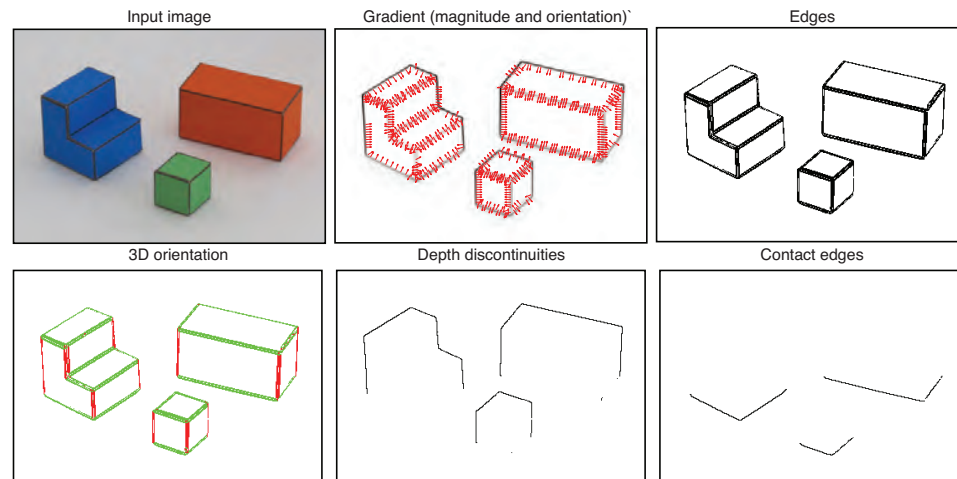 Input image
Gradient (magnitude and orientation)`
Edges
3D orientation
Depth discontinuities
Contact edges